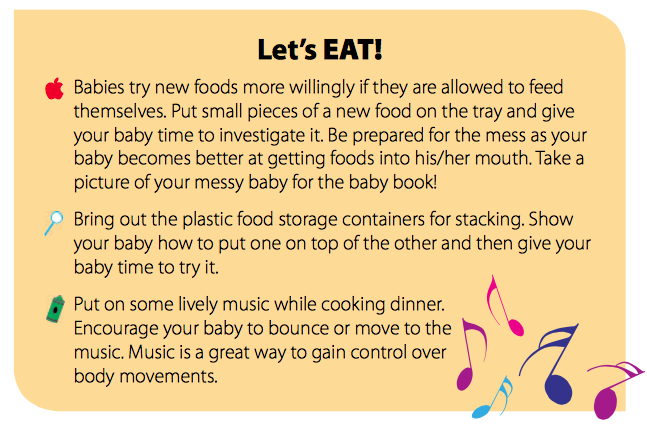 Let's EAT!
Babies try new foods more willingly if they are allowed to feed
themselves. Put small pieces of a new food on the tray and give
your baby time to investigate it. Be prepared for the mess as your
baby becomes better at getting foods into his/her mouth. Take a
picture of your messy baby for the baby book!
Bring out the plastic food storage containers for stacking. Show
your baby how to put one on top of the other and then give your
baby time to try it.
Put on some lively music while cooking dinner.
Encourage your baby to bounce or move to the
music. Music is a great way to gain control over
body movements.